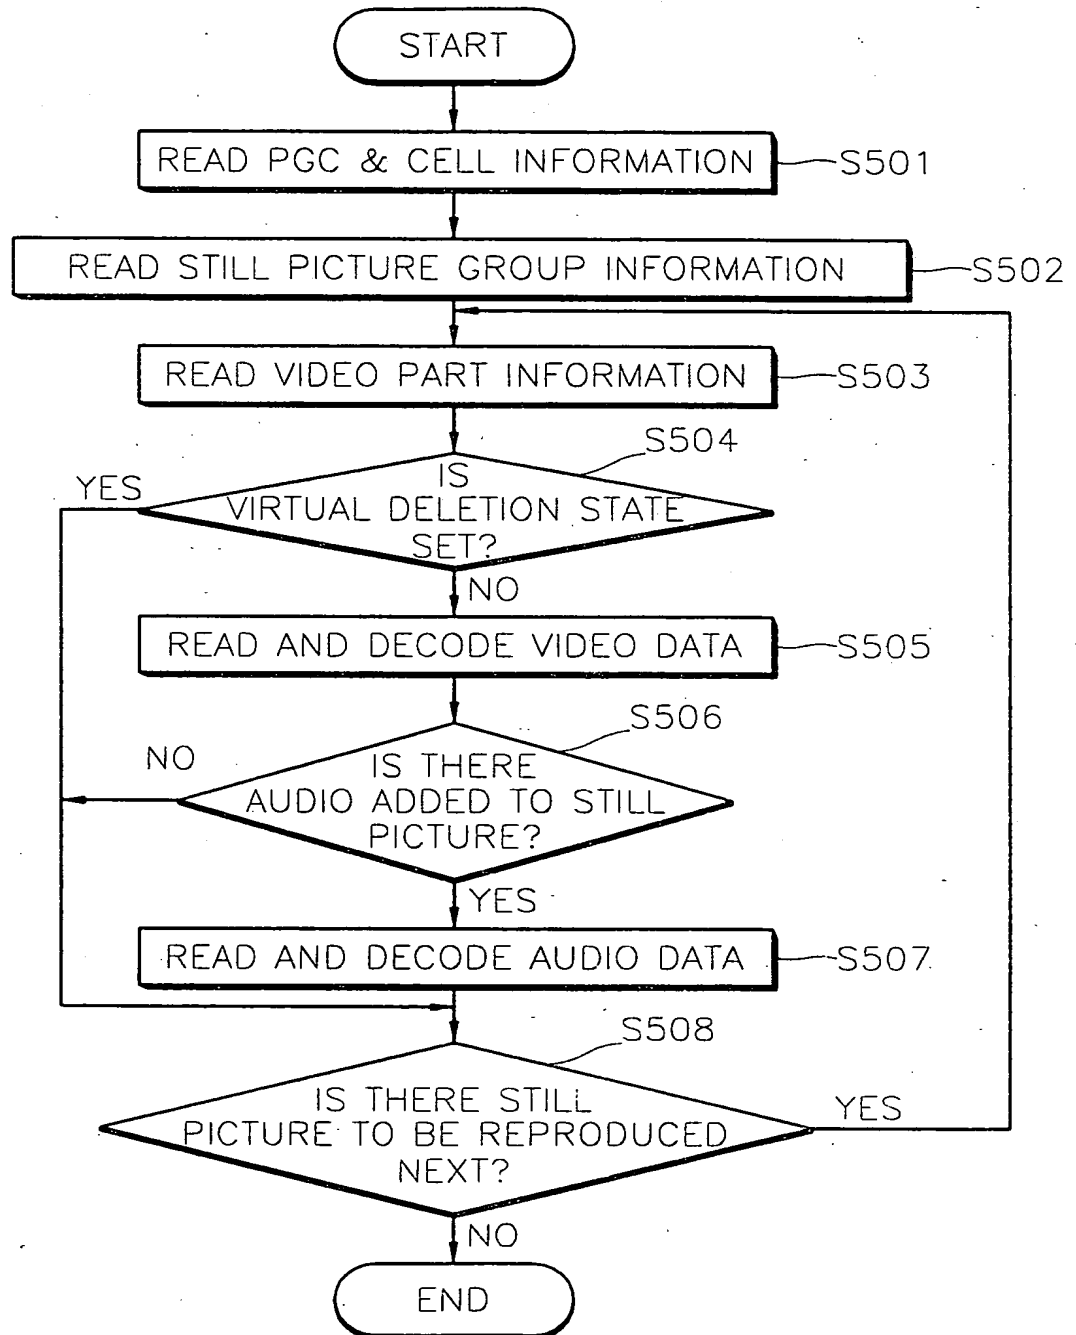 START
READ PGC & CELL INFORMATION
S501
READ STILL PICTURE GROUP INFORMATION
S502
READ VIDEO PART INFORMATION
S503
S504
YES
IS
VIRTUAL DELETION STATE
SET?
NO
READ AND DECODE VIDEO DATA
S505
S506
NO
IS THERE
AUDIO ADDED TO STILL
PICTURE?
YES
READ AND DECODE AUDIO DATA
S507
S508
IS THERE STILL
PICTURE TO BE REPRODUCED
NEXT?
YES
NO
END